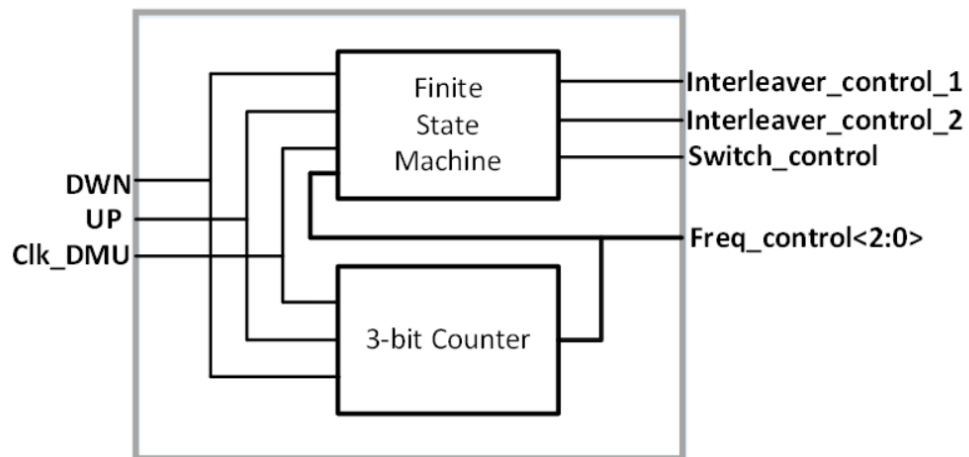 Finite
State
Machine
Interleaver_control_1
Interleaver_control_2
Switch_control
DWN
UP
Clk_DMU
Freq_control<2:0>
3-bit Counter